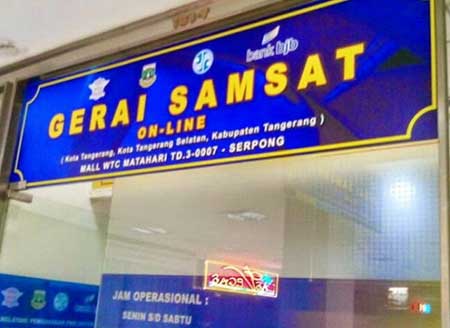 bank bjb
GERAI SAMSAT
ON-LINE
( Kota Tangerang, Kota Tangerang Selatan, Kabupaten Tangerang )
MALL WTC MATAHARI TD.3-0007 - SERPONG
JAM OPERASIONAL :
SENIN S/D SABTU